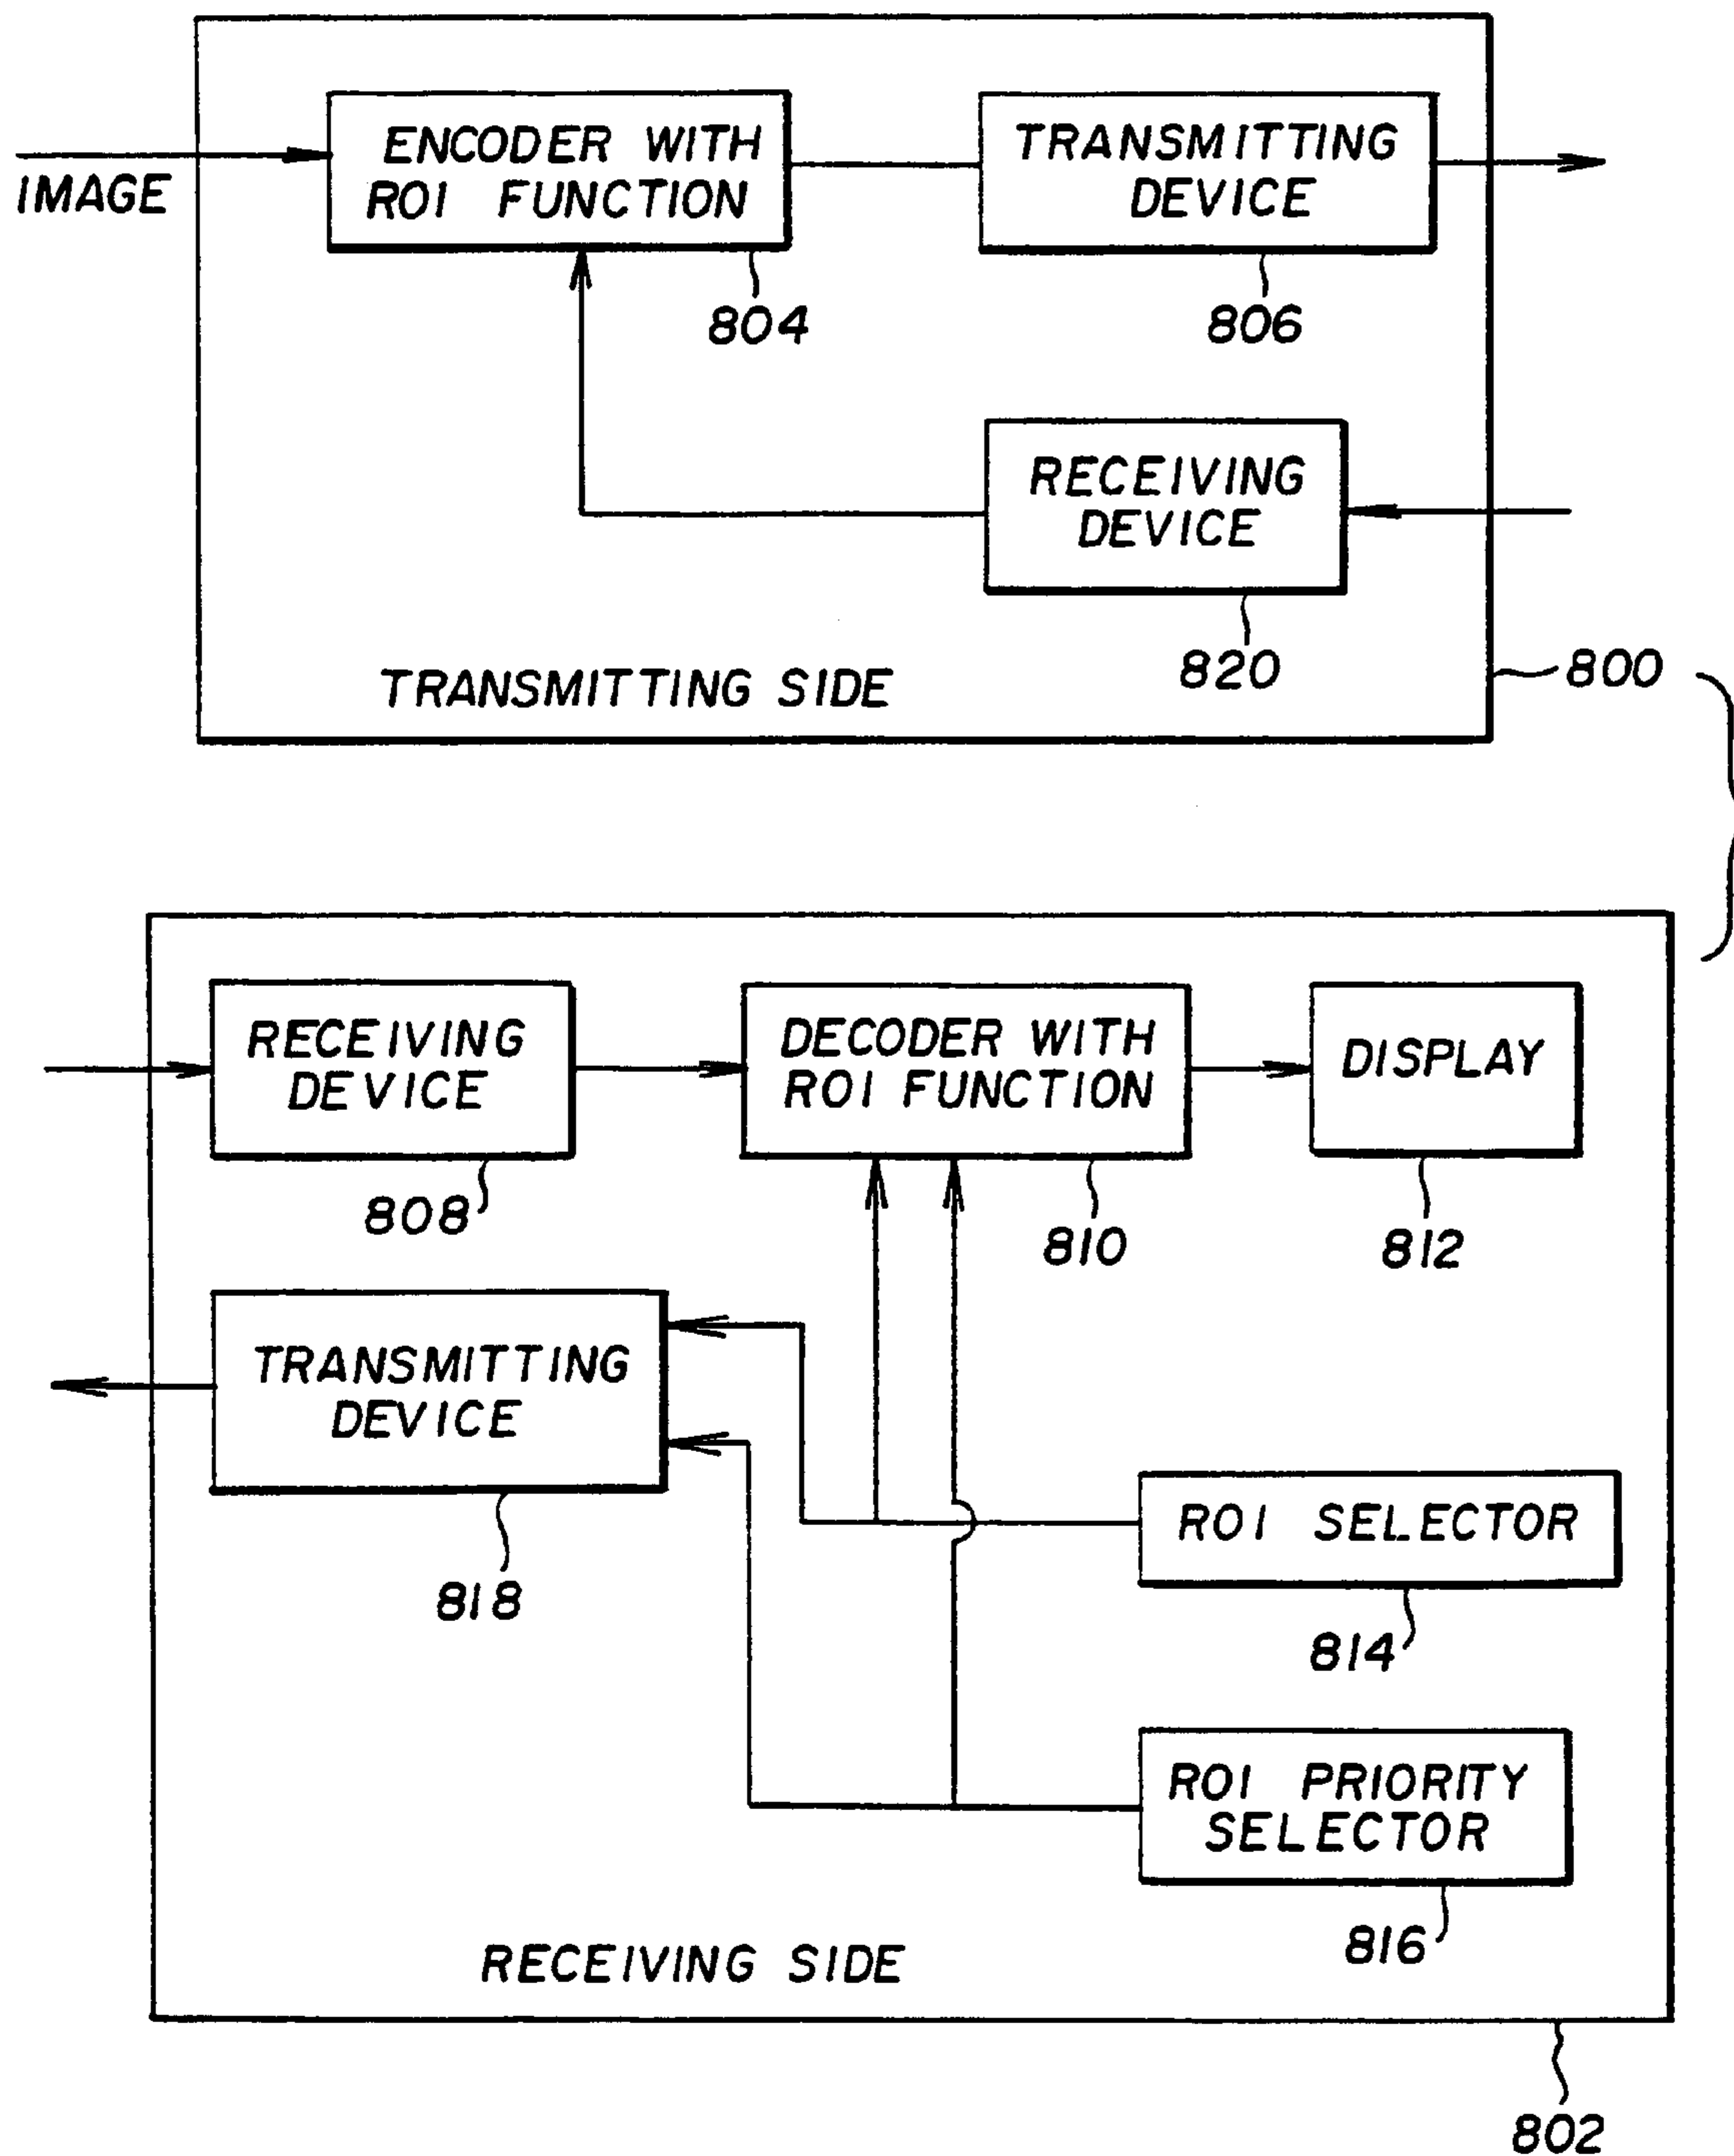 IMAGE
ENCODER WITH
ROI FUNCTION
804
TRANSMITTING
DEVICE
806
RECEIVING
DEVICE
820
TRANSMITTING SIDE
800
RECEIVING
DEVICE
808
DECODER WITH
ROI FUNCTION
810
DISPLAY
812
TRANSMITTING
DEVICE
818
ROI SELECTOR
814
ROI PRIORITY
SELECTOR
816
RECEIVING SIDE
802